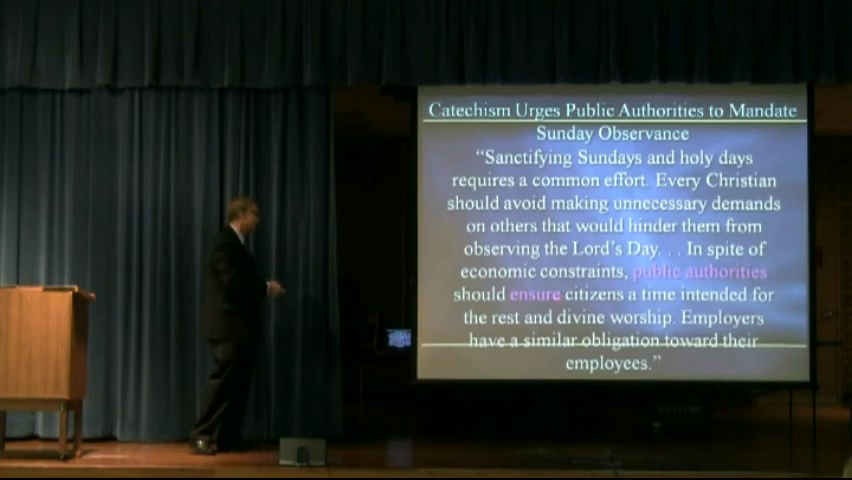 Catechism Urges Public Authorities to Mandate
Sunday Observance
“Sanctifying Sundays and holy days
requires a common effort. Every Christian
should avoid making unnecessary demands
on others that would hinder them from
observing the Lord’s Day. . . In spite of
economic constraints, public authorities
should ensure citizens a time intended for
the rest and divine worship. Employers
have a similar obligation toward their
employees.”